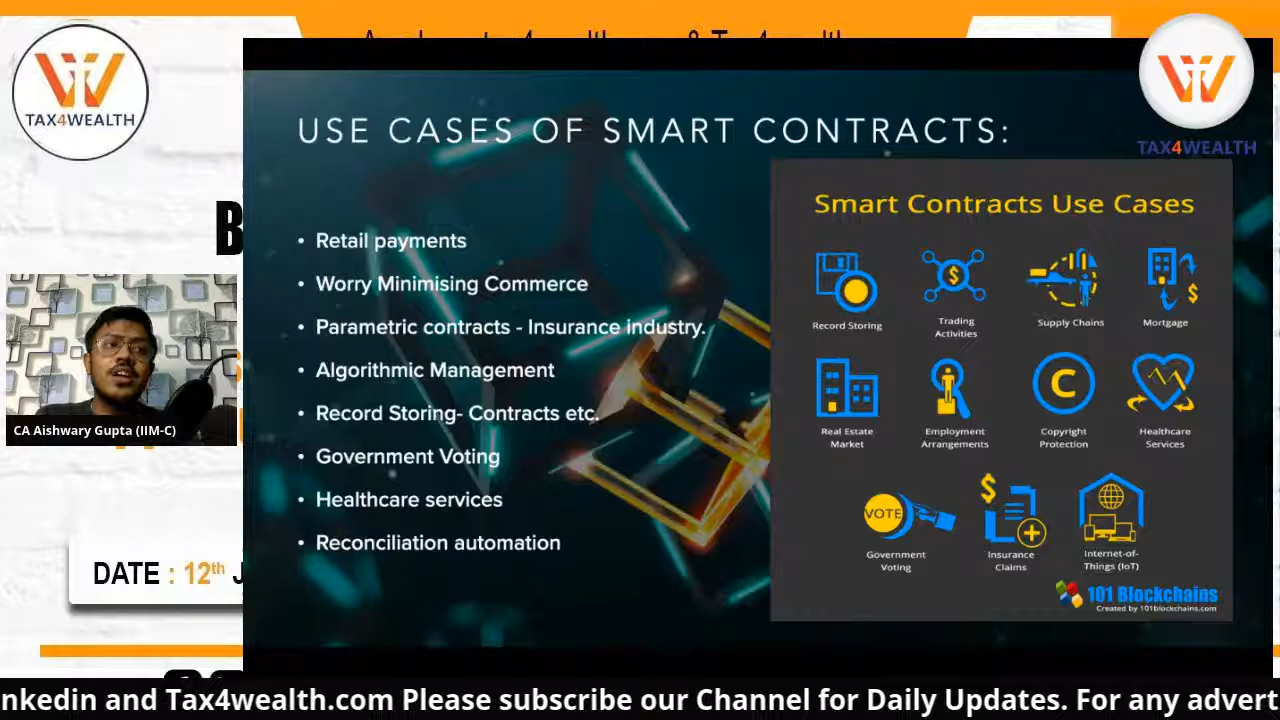 TAX4WEALTH
TAX4WEALTH
B
USE CASES OF SMART CONTRACTS:
• Retail payments
• Worry Minimising Commerce
• Parametric contracts - Insurance industry.
• Algorithmic Management
• Record Storing- Contracts etc.
• Government Voting
• Healthcare services
• Reconciliation automation
Smart Contracts Use Cases
Record Storing
Trading
Activities
Supply Chains
Mortgage
Real Estate
Market
Employment
Arrangements
C
Copyright
Protection
Healthcare
Services
VOTE
Government
Voting
Insurance
Claims
Internet-of-
Things (IoT)
101 Blockchains
Created by 101blockchains.com
CA Aishwary Gupta (IIM-C)
DATE : 12th J
nkedin and Tax4wealth.com Please subscribe our Channel for Daily Updates. For any advert